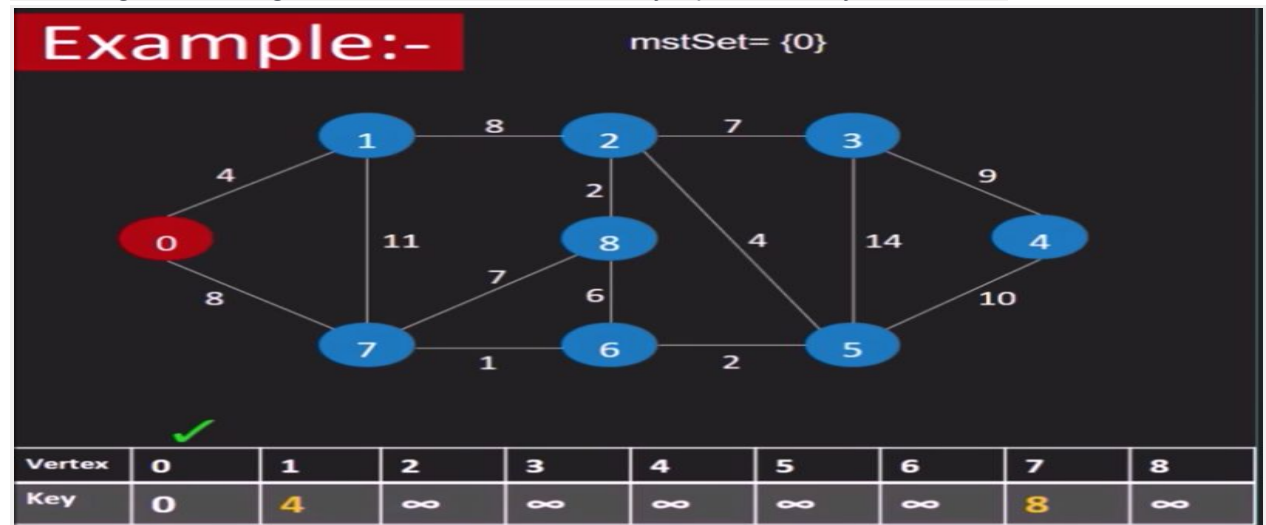 Example:-
mstSet= {0}
1 8 2 7 3
4 9
2
0 11 8 4 14 4
7
8 6 10
7 1 6 2 5
✓
Vertex 0 1 2 3 4 5 6 7 8
Key 0 4 ∞ ∞ ∞ ∞ ∞ 8 ∞